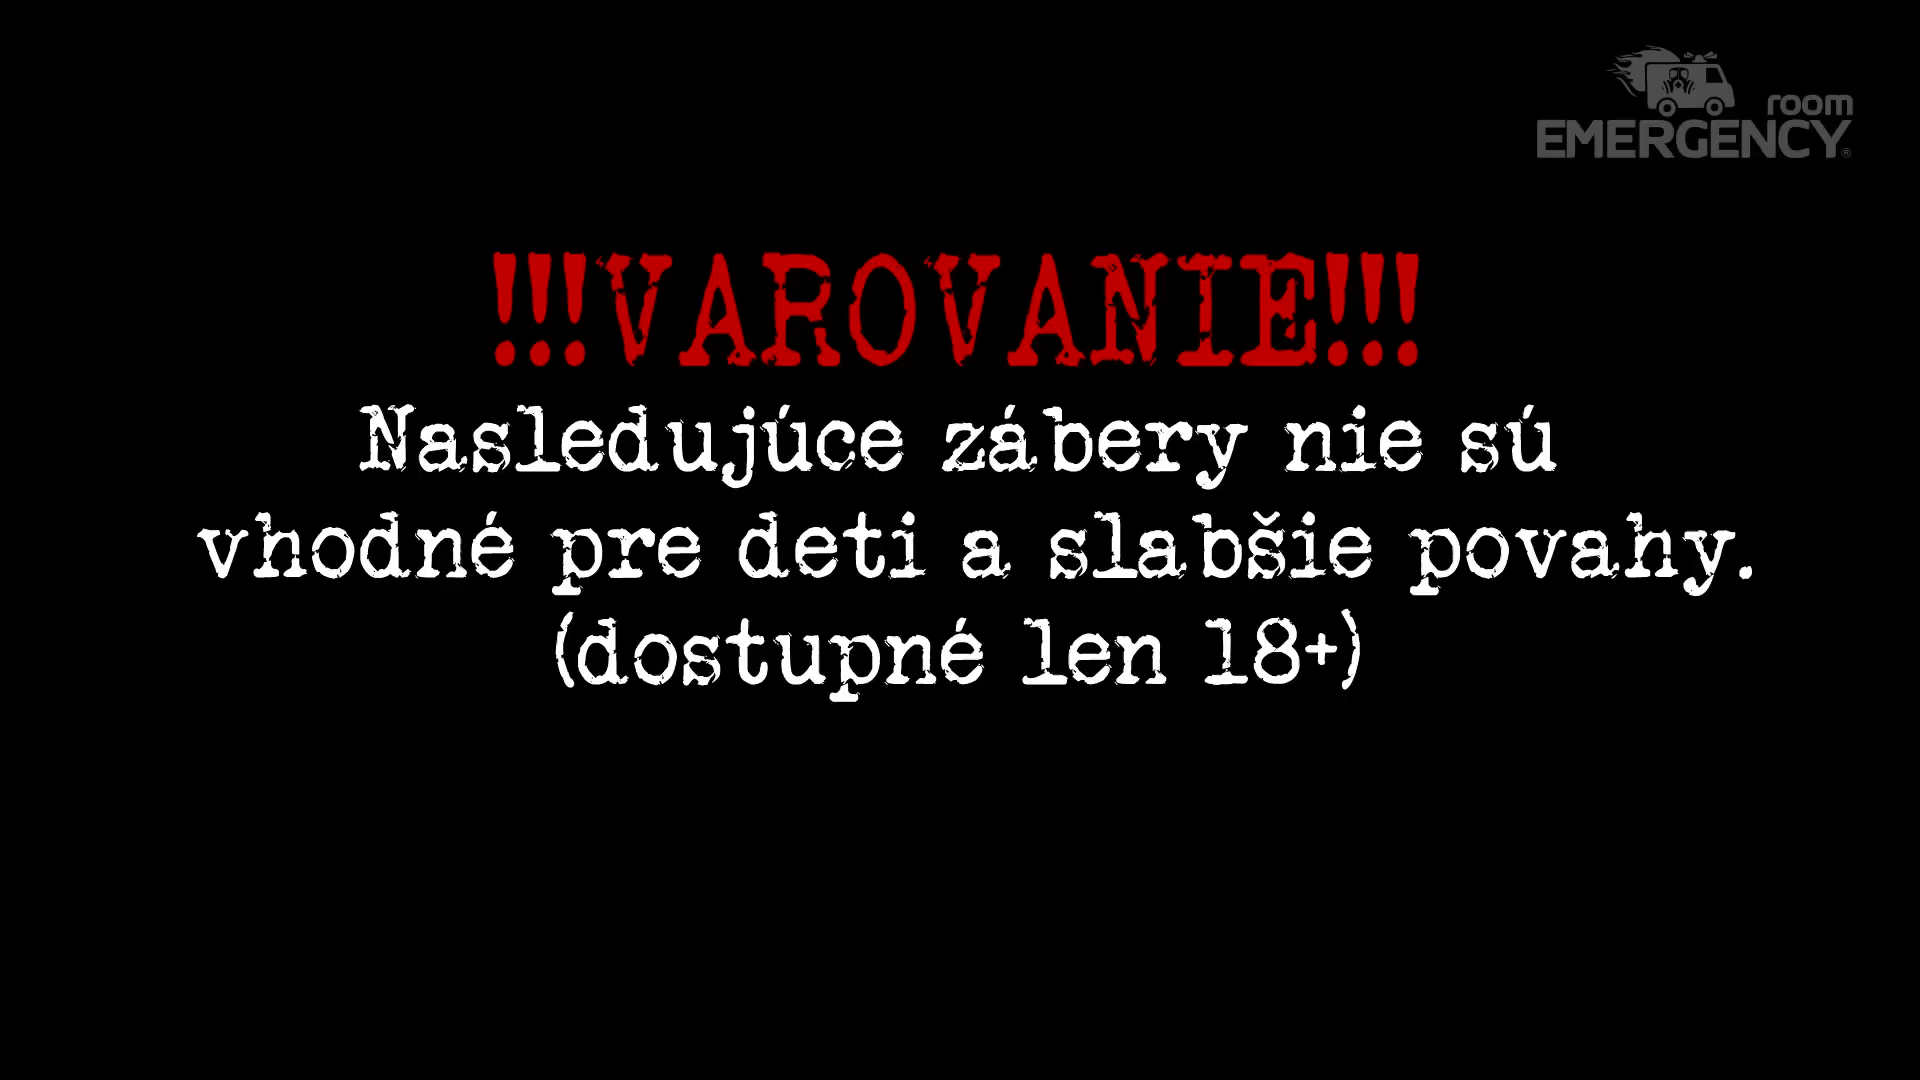 room
EMERGENCY®
!!!VAROVANIE!!!
Nasledujúce zábery nie sú
vhodné pre deti a slabšie povahy.
(dostupné len 18+)